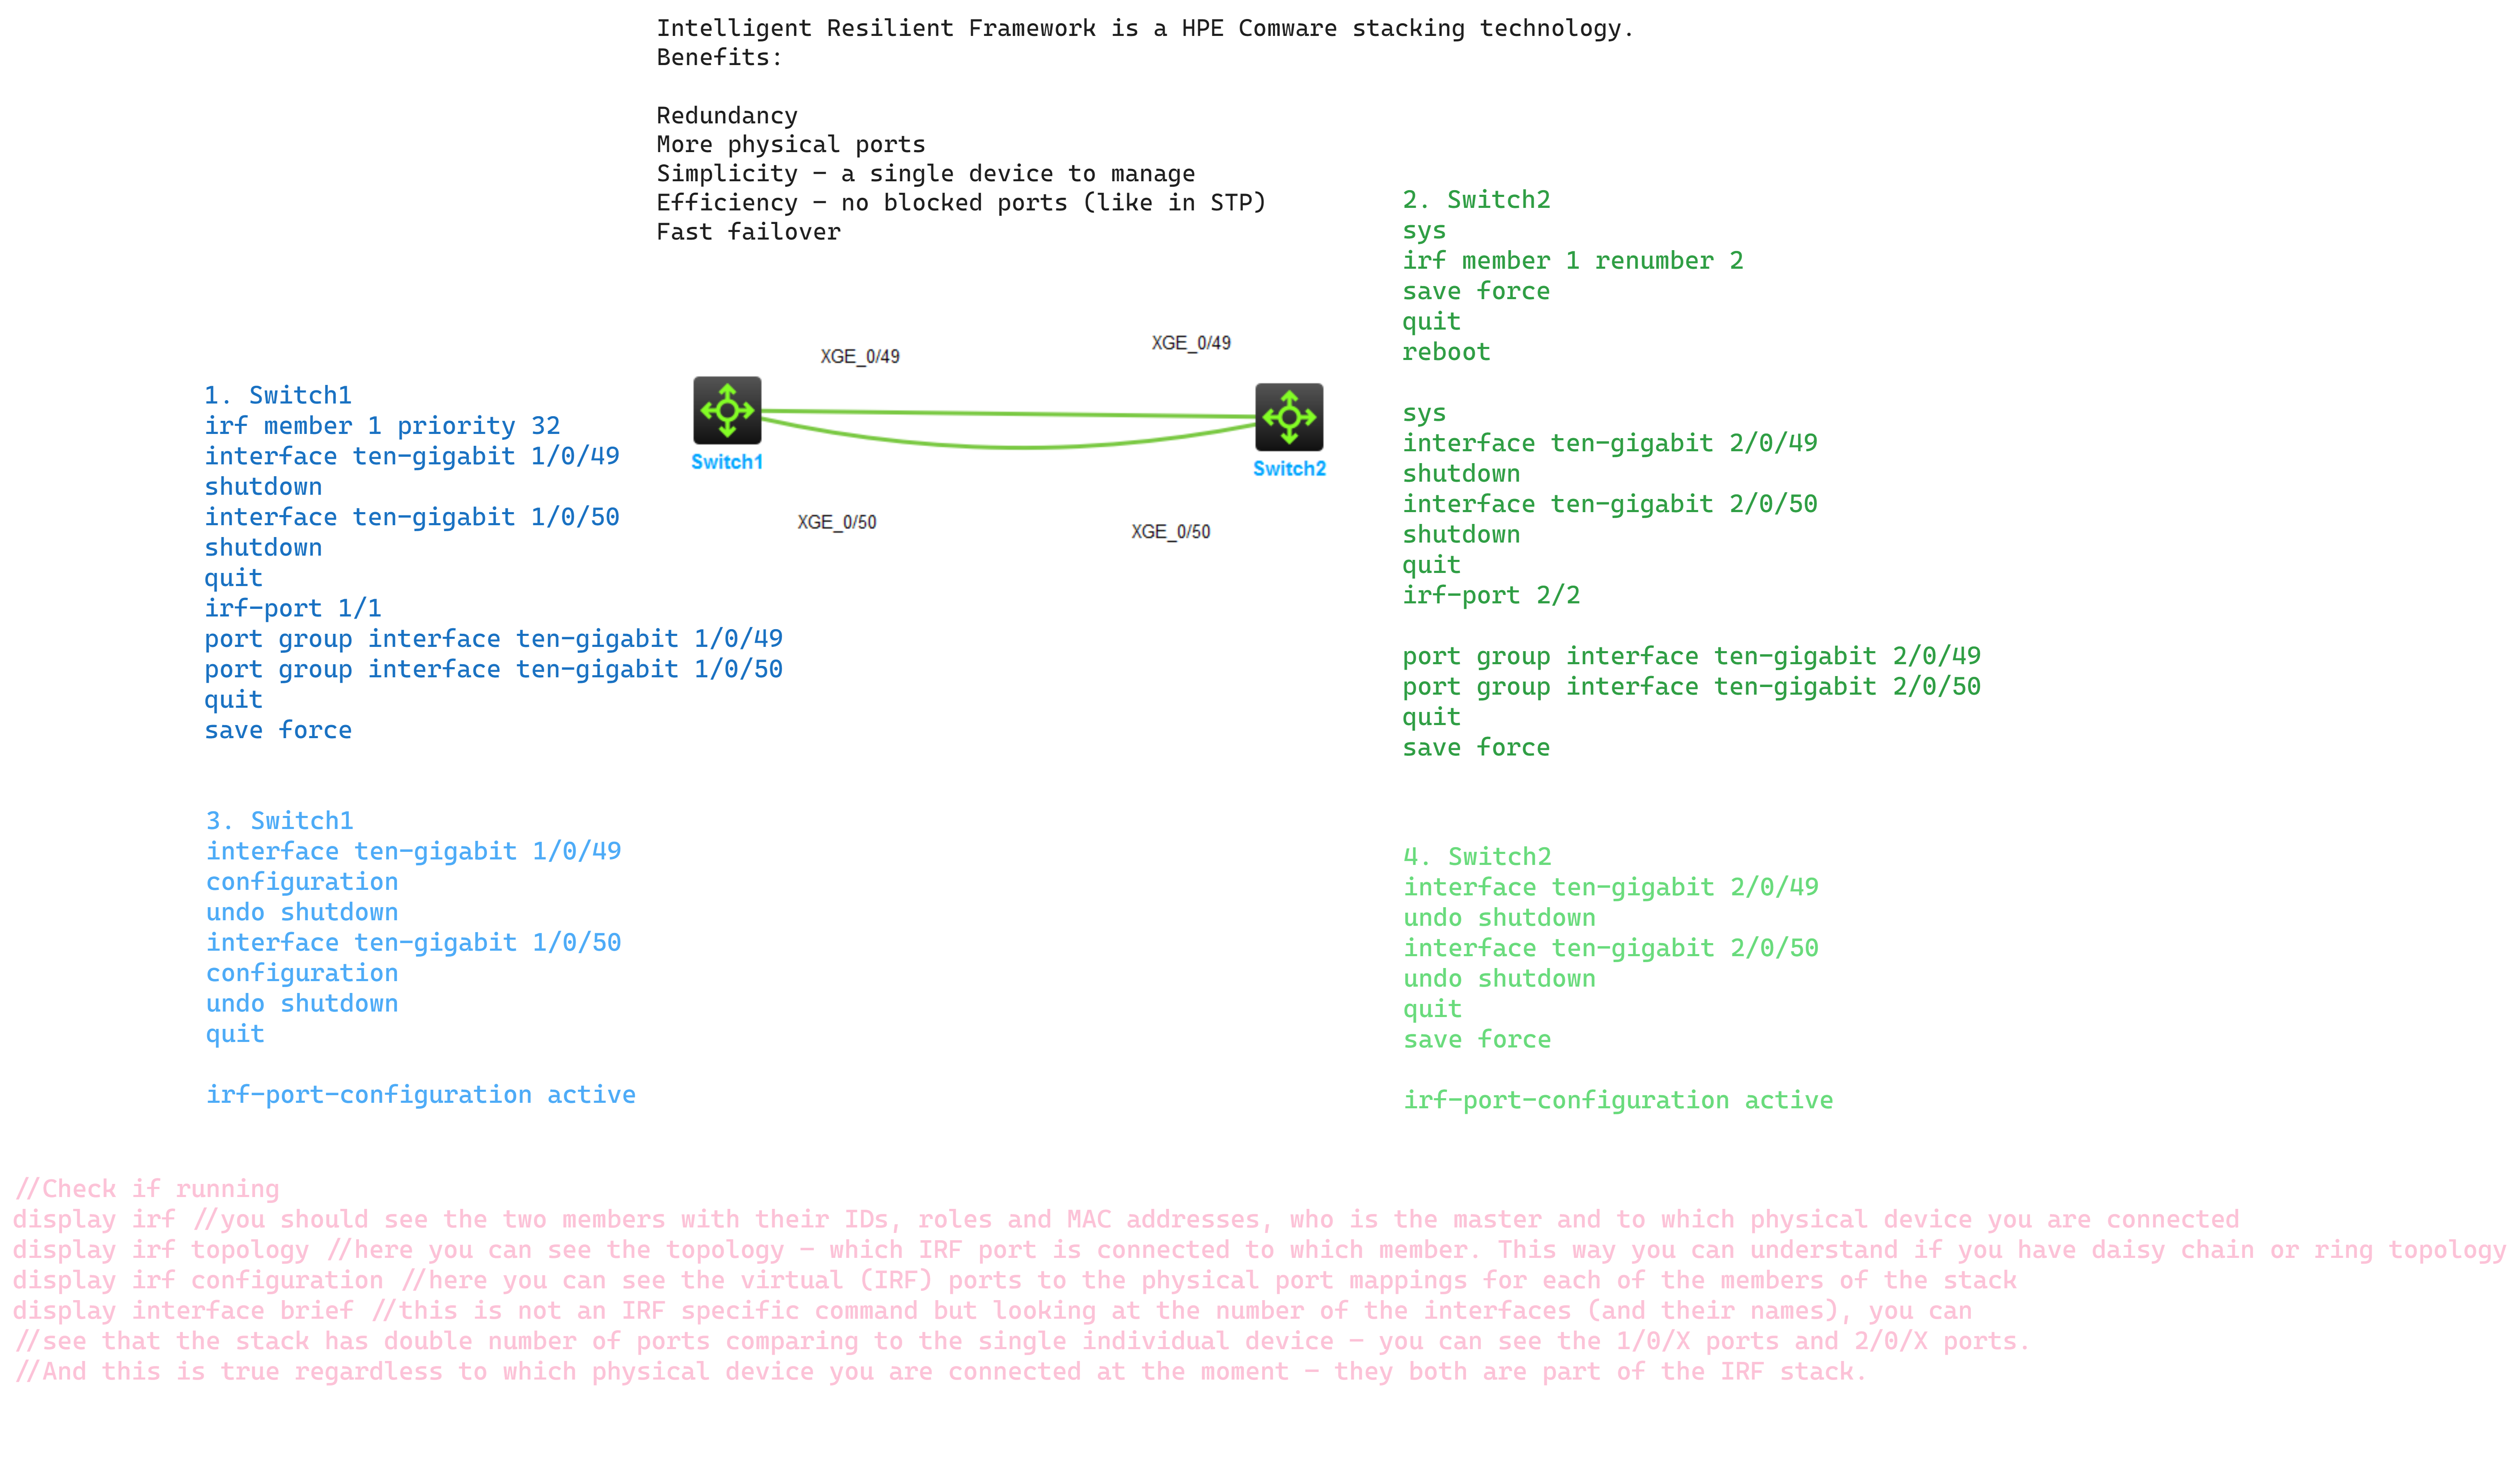 Intelligent Resilient Framework is a HPE Comware stacking technology.
Benefits:
Redundancy
More physical ports
Simplicity – a single device to manage
Efficiency – no blocked ports (like in STP)
Fast failover
XGE_0/49
XGE_0/49
Switch1
Switch2
XGE_0/50
XGE_0/50
1. Switch1
irf member 1 priority 32
interface ten-gigabit 1/0/49
shutdown
interface ten-gigabit 1/0/50
shutdown
quit
irf-port 1/1
port group interface ten-gigabit 1/0/49
port group interface ten-gigabit 1/0/50
quit
save force
2. Switch2
sys
irf member 1 renumber 2
save force
quit
reboot
sys
interface ten-gigabit 2/0/49
shutdown
interface ten-gigabit 2/0/50
shutdown
quit
irf-port 2/2
port group interface ten-gigabit 2/0/49
port group interface ten-gigabit 2/0/50
quit
save force
3. Switch1
interface ten-gigabit 1/0/49
configuration
undo shutdown
interface ten-gigabit 1/0/50
configuration
undo shutdown
quit
irf-port-configuration active
4. Switch2
interface ten-gigabit 2/0/49
undo shutdown
interface ten-gigabit 2/0/50
undo shutdown
quit
save force
irf-port-configuration active
//Check if running
display irf //you should see the two members with their IDs, roles and MAC addresses, who is the master and to which physical device you are connected
display irf topology //here you can see the topology – which IRF port is connected to which member. This way you can understand if you have daisy chain or ring topology
display irf configuration //here you can see the virtual (IRF) ports to the physical port mappings for each of the members of the stack
display interface brief //this is not an IRF specific command but looking at the number of the interfaces (and their names), you can
//see that the stack has double number of ports comparing to the single individual device – you can see the 1/0/X ports and 2/0/X ports.
//And this is true regardless to which physical device you are connected at the moment – they both are part of the IRF stack.